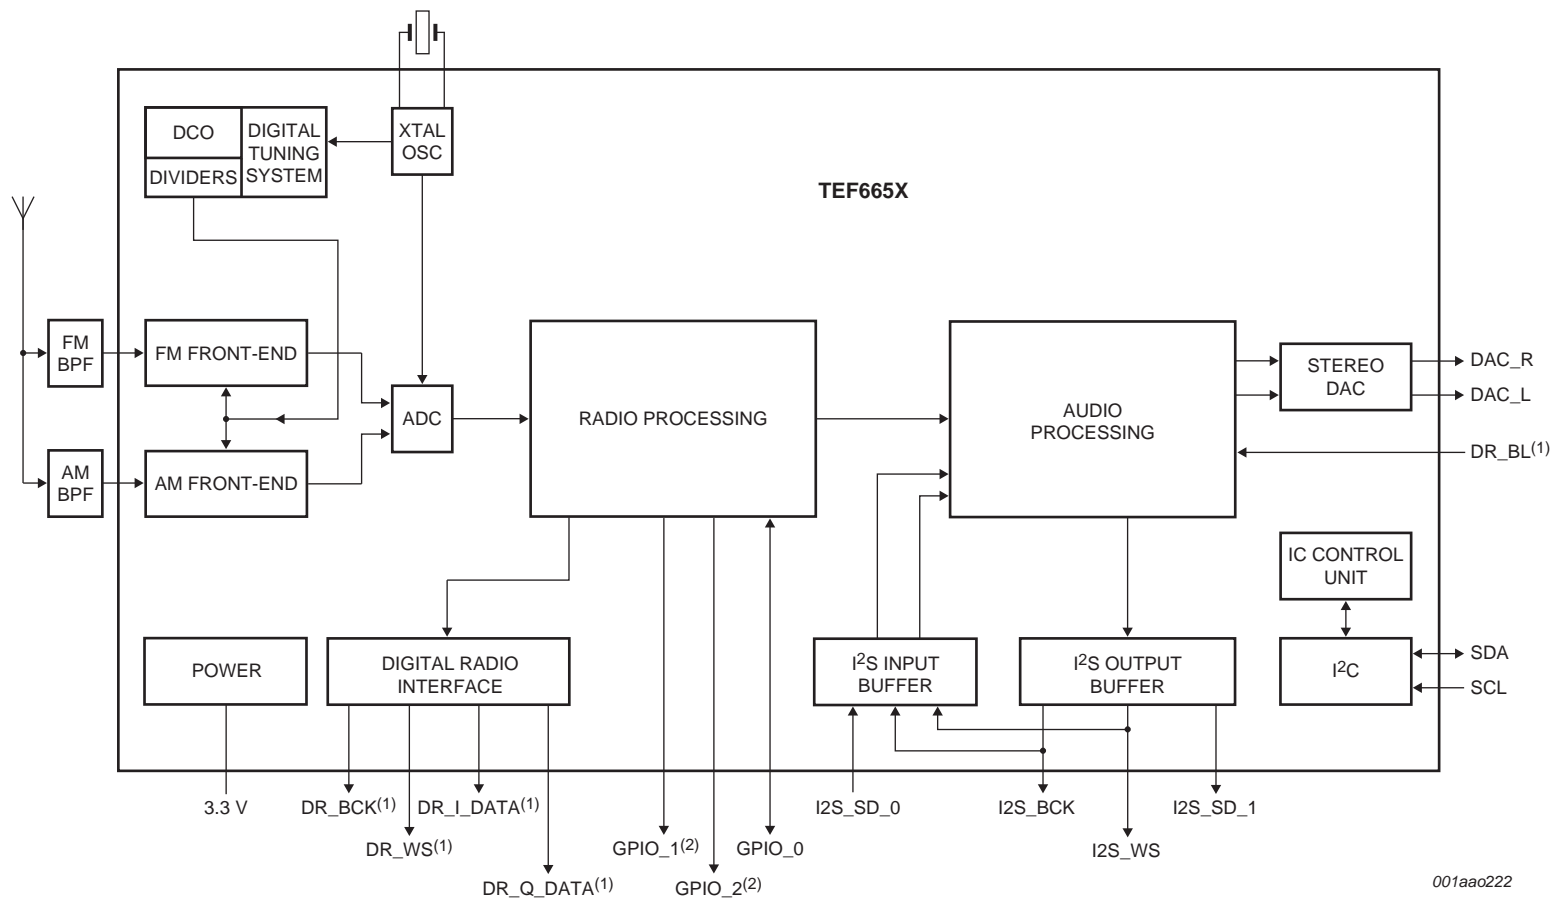 DCO
DIVIDERS
DIGITAL
TUNING
SYSTEM
XTAL
OSC
TEF665X
FM
BPF
FM FRONT-END
AM
BPF
AM FRONT-END
ADC
RADIO PROCESSING
AUDIO
PROCESSING
STEREO
DAC
DAC_R
DAC_L
DR_BL(1)
IC CONTROL
UNIT
I2C
SDA
SCL
POWER
DIGITAL RADIO
INTERFACE
I2S INPUT
BUFFER
I2S OUTPUT
BUFFER
3.3 V
DR_BCK(1)
DR_WS(1)
DR_I_DATA(1)
DR_Q_DATA(1)
GPIO_1(2)
GPIO_2(2)
GPIO_0
I2S_SD_0
I2S_BCK
I2S_WS
I2S_SD_1
001aao222